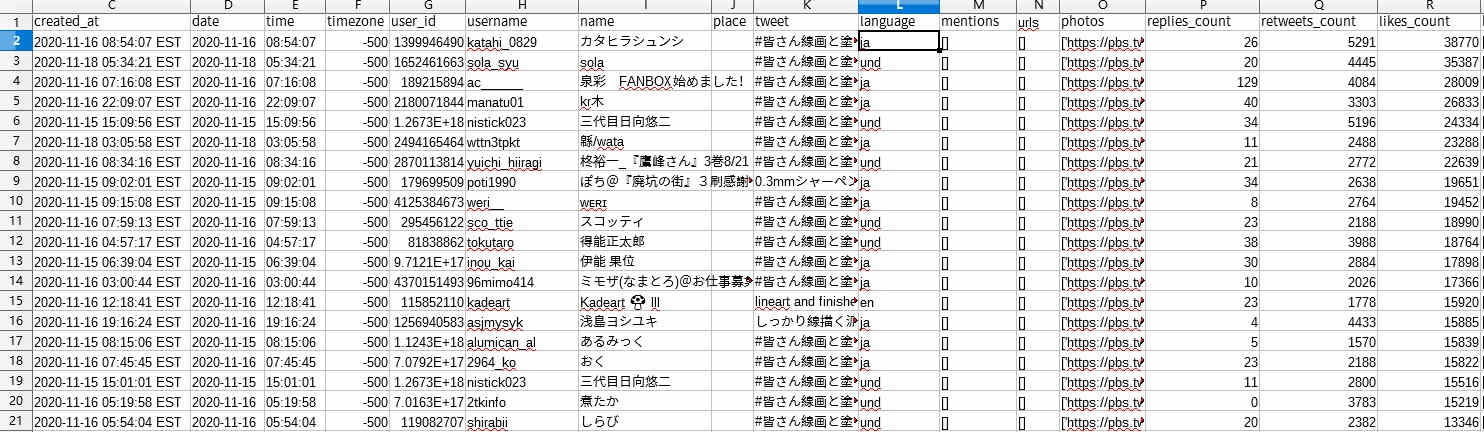 C D E F G H I J K L M N O P Q R
1 created_at date time timezone user_id username name place tweet language mentions urls photos replies_count retweets_count likes_count
2 2020-11-16 08:54:07 EST 2020-11-16 08:54:07 -500 1399946490 katahi_0829 カタヒラシュンシ #皆さん線画と塗 ja [] [] ['https://pbs.tw 26 5291 38770
3 2020-11-18 05:34:21 EST 2020-11-18 05:34:21 -500 1652461663 sola_syu sola #皆さん線画と塗 und [] [] ['https://pbs.tw 20 4445 35387
4 2020-11-16 07:16:08 EST 2020-11-16 07:16:08 -500 189215894 ac______ 泉彩 FANBOX始めました! #皆さん線画と塗 ja [] [] ['https://pbs.tw 129 4084 28009
5 2020-11-16 22:09:07 EST 2020-11-16 22:09:07 -500 2180071844 manatu01 kr木 #皆さん線画と塗 ja [] [] ['https://pbs.tw 40 3303 26833
6 2020-11-15 15:09:56 EST 2020-11-15 15:09:56 -500 1.2673E+18 nistick023 三代目日向悠二 #皆さん線画と塗 und [] [] ['https://pbs.tw 34 5196 24334
7 2020-11-18 03:05:58 EST 2020-11-18 03:05:58 -500 2494165464 wttn3tpkt 緜/wata #皆さん線画と塗 ja [] [] ['https://pbs.tw 11 2488 23288
8 2020-11-16 08:34:16 EST 2020-11-16 08:34:16 -500 2870113814 yuichi_hiiragi 柊裕一_『鷹峰さん』3巻8/21 #皆さん線画と塗 und [] [] ['https://pbs.tw 21 2772 22639
9 2020-11-15 09:02:01 EST 2020-11-15 09:02:01 -500 179699509 poti1990 ぽち@『廃坑の街』3刷感謝 0.3mmシャーペン ja [] [] ['https://pbs.tw 34 2638 19651
10 2020-11-15 09:15:08 EST 2020-11-15 09:15:08 -500 4125384673 weri__ ᴡᴇʀɪ #皆さん線画と塗 ja [] [] ['https://pbs.tw 8 2764 19452
11 2020-11-16 07:59:13 EST 2020-11-16 07:59:13 -500 295456122 sco_ttie スコッティ #皆さん線画と塗 und [] [] ['https://pbs.tw 23 2188 18990
12 2020-11-16 04:57:17 EST 2020-11-16 04:57:17 -500 81838862 tokutaro 得能正太郎 #皆さん線画と塗 und [] [] ['https://pbs.tw 38 3988 18764
13 2020-11-15 06:39:04 EST 2020-11-15 06:39:04 -500 9.7121E+17 inou_kai 伊能 果位 #皆さん線画と塗 ja [] [] ['https://pbs.tw 30 2884 17898
14 2020-11-16 03:00:44 EST 2020-11-16 03:00:44 -500 4370151493 96mimo414 ミモザ(なまとろ)@お仕事募 #皆さん線画と塗 ja [] [] ['https://pbs.tw 10 2026 17366
15 2020-11-16 12:18:41 EST 2020-11-16 12:18:41 -500 115852110 kadeart Kadeart 🍄 lll lineart and finishe en [] [] ['https://pbs.tw 23 1778 15920
16 2020-11-16 19:16:24 EST 2020-11-16 19:16:24 -500 1256940583 asjmysyk 浅島ヨシユキ しっかり線描く派 ja [] [] ['https://pbs.tw 4 4433 15885
17 2020-11-15 08:15:06 EST 2020-11-15 08:15:06 -500 1.1243E+18 alumican_al あるみっく #皆さん線画と塗 ja [] [] ['https://pbs.tw 5 1570 15839
18 2020-11-16 07:45:45 EST 2020-11-16 07:45:45 -500 7.0792E+17 2964_ko おく #皆さん線画と塗 ja [] [] ['https://pbs.tw 23 2188 15822
19 2020-11-15 15:01:01 EST 2020-11-15 15:01:01 -500 1.2673E+18 nistick023 三代目日向悠二 #皆さん線画と塗 und [] [] ['https://pbs.tw 11 2800 15516
20 2020-11-16 05:19:58 EST 2020-11-16 05:19:58 -500 7.0163E+17 2tkinfo 煮たか #皆さん線画と塗 und [] [] ['https://pbs.tw 0 3783 15219
21 2020-11-16 05:54:04 EST 2020-11-16 05:54:04 -500 119082707 shirabii しらび #皆さん線画と塗 und [] [] ['https://pbs.tw 20 2382 13346